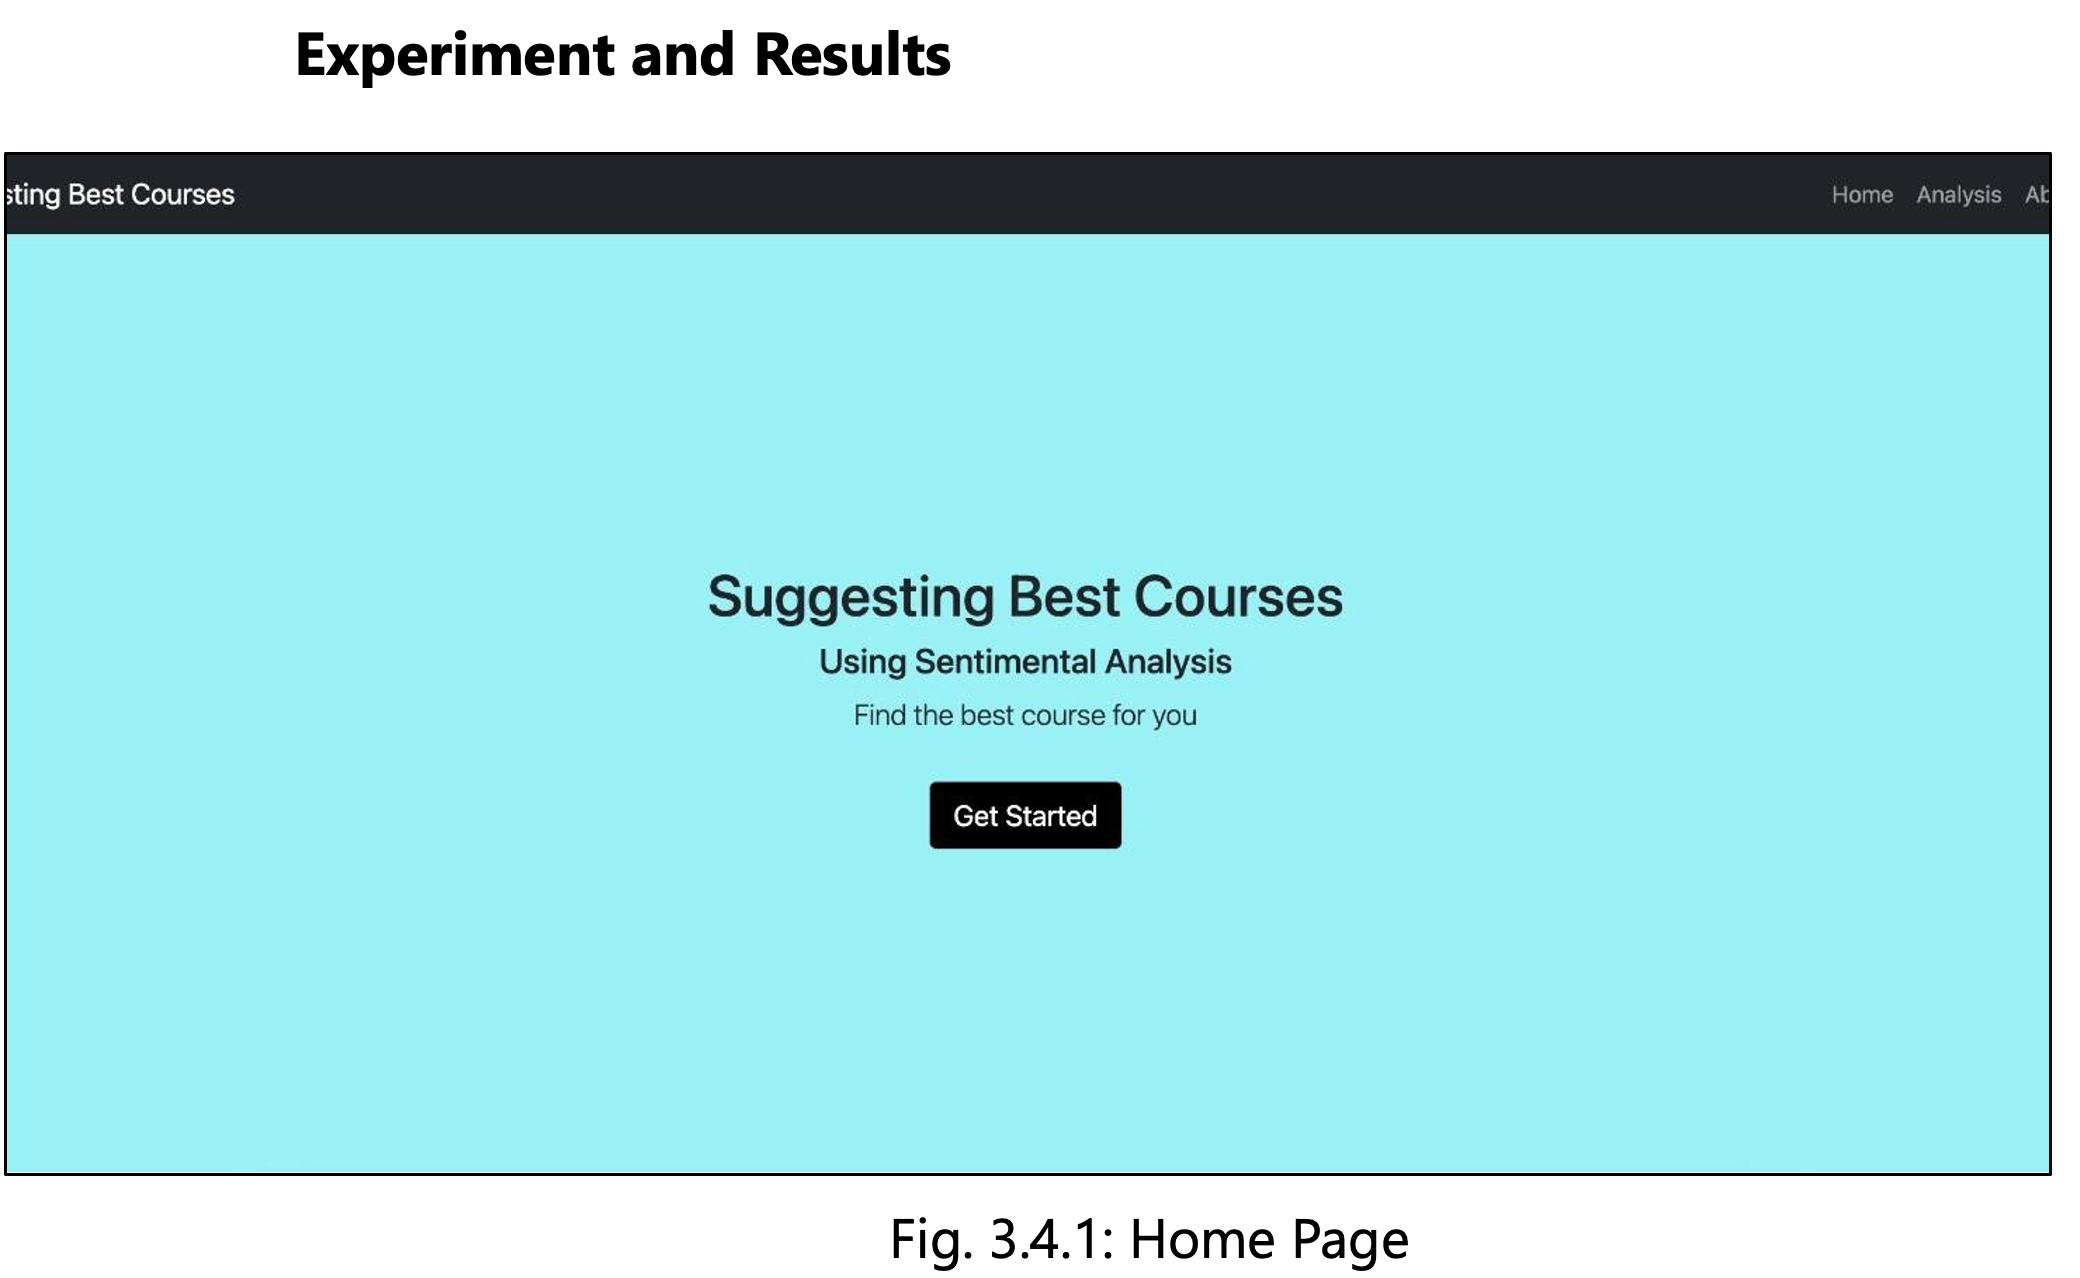 Experiment and Results
sting Best Courses
Home Analysis Ab
Suggesting Best Courses
Using Sentimental Analysis
Find the best course for you
Get Started
Fig. 3.4.1: Home Page